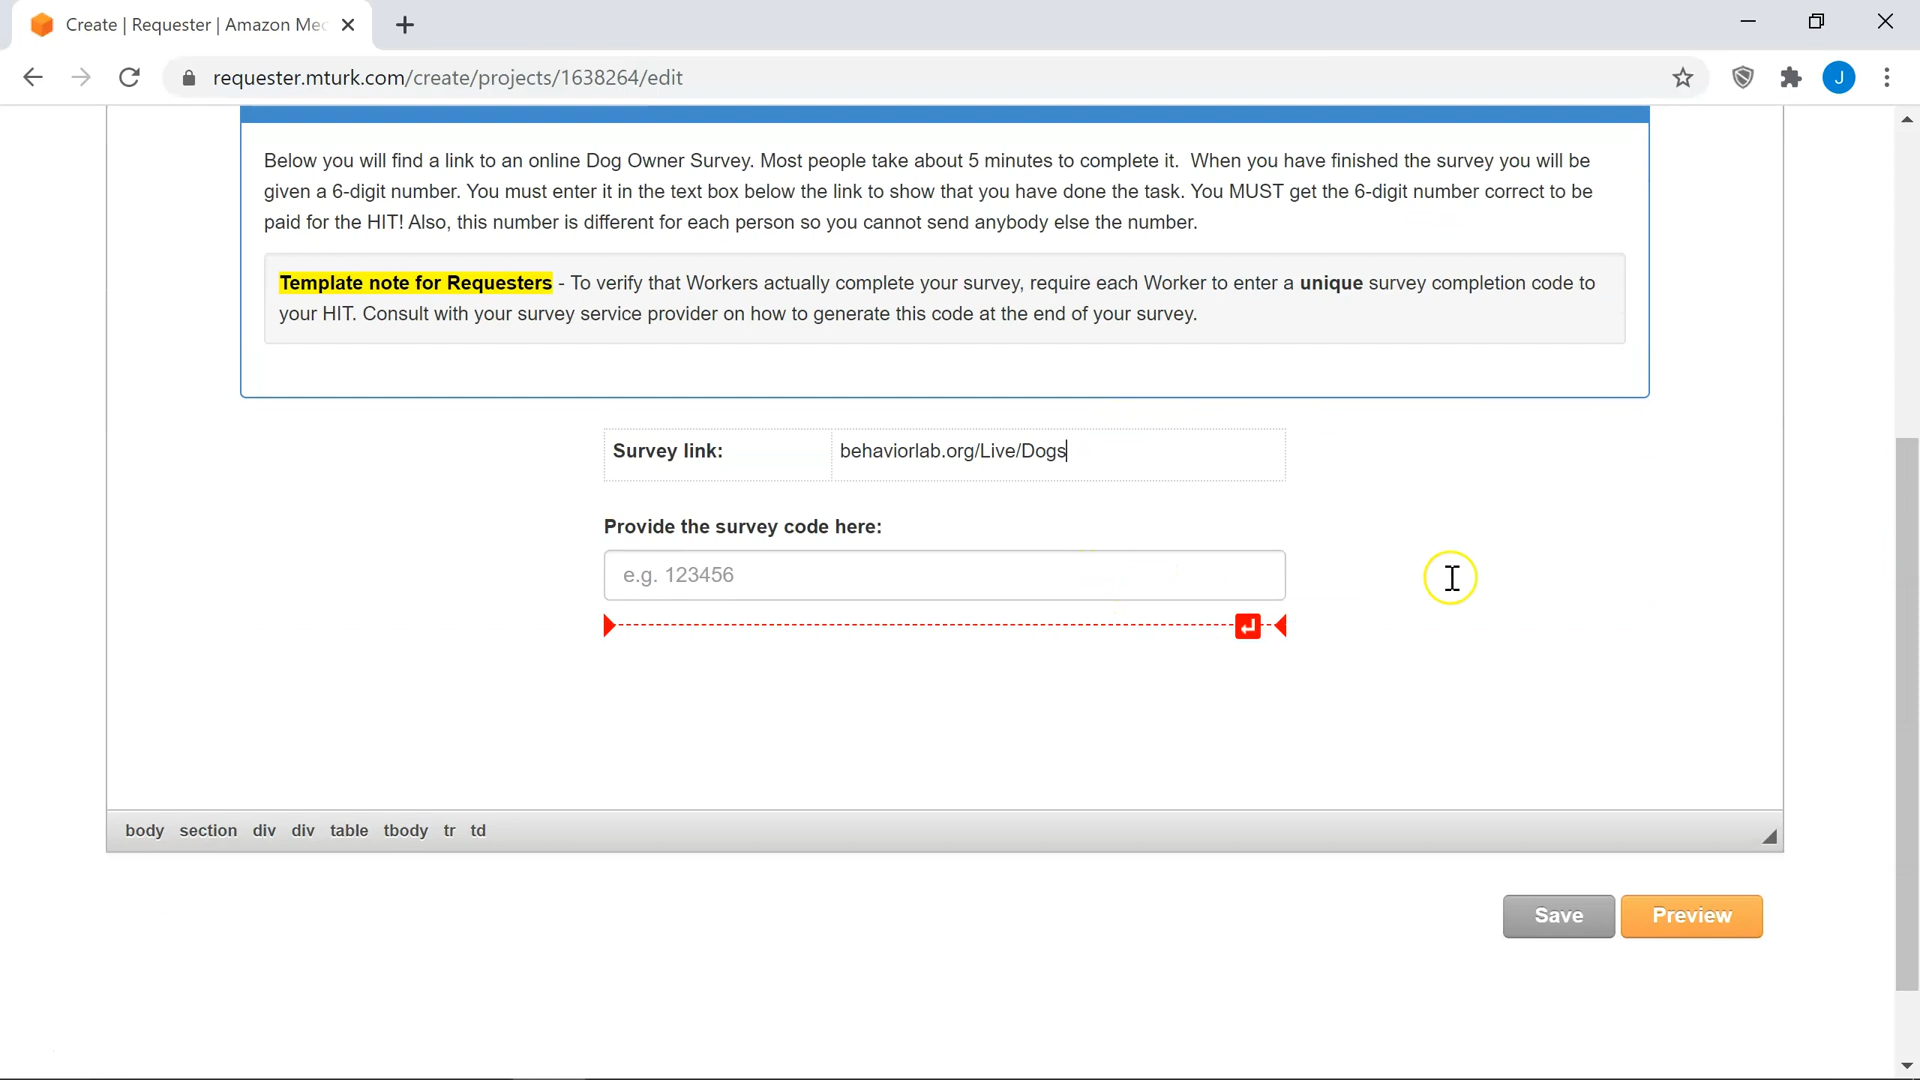 Create | Requester | Amazon Mec
requester.mturk.com/create/projects/1638264/edit
J
Below you will find a link to an online Dog Owner Survey. Most people take about 5 minutes to complete it.  When you have finished the survey you will be
given a 6-digit number. You must enter it in the text box below the link to show that you have done the task. You MUST get the 6-digit number correct to be
paid for the HIT! Also, this number is different for each person so you cannot send anybody else the number.
Template note for Requesters - To verify that Workers actually complete your survey, require each Worker to enter a unique survey completion code to
your HIT. Consult with your survey service provider on how to generate this code at the end of your survey.
Survey link: behaviorlab.org/Live/Dogs
Provide the survey code here:
e.g. 123456
body section div div table tbody tr td
Save Preview